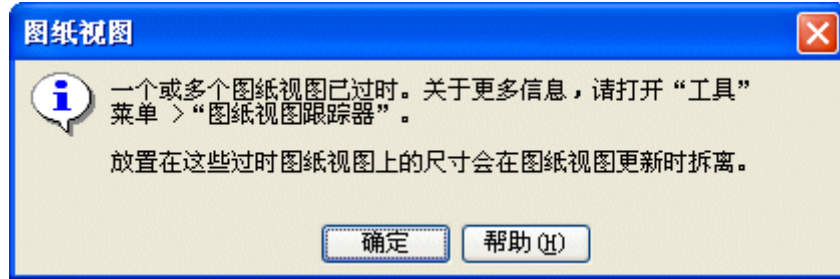 图纸视图
一个或多个图纸视图已过时。关于更多信息，请打开“工具”
菜单 >“图纸视图跟踪器”。
放置在这些过时图纸视图上的尺寸会在图纸视图更新时拆离。
确定
帮助(H)